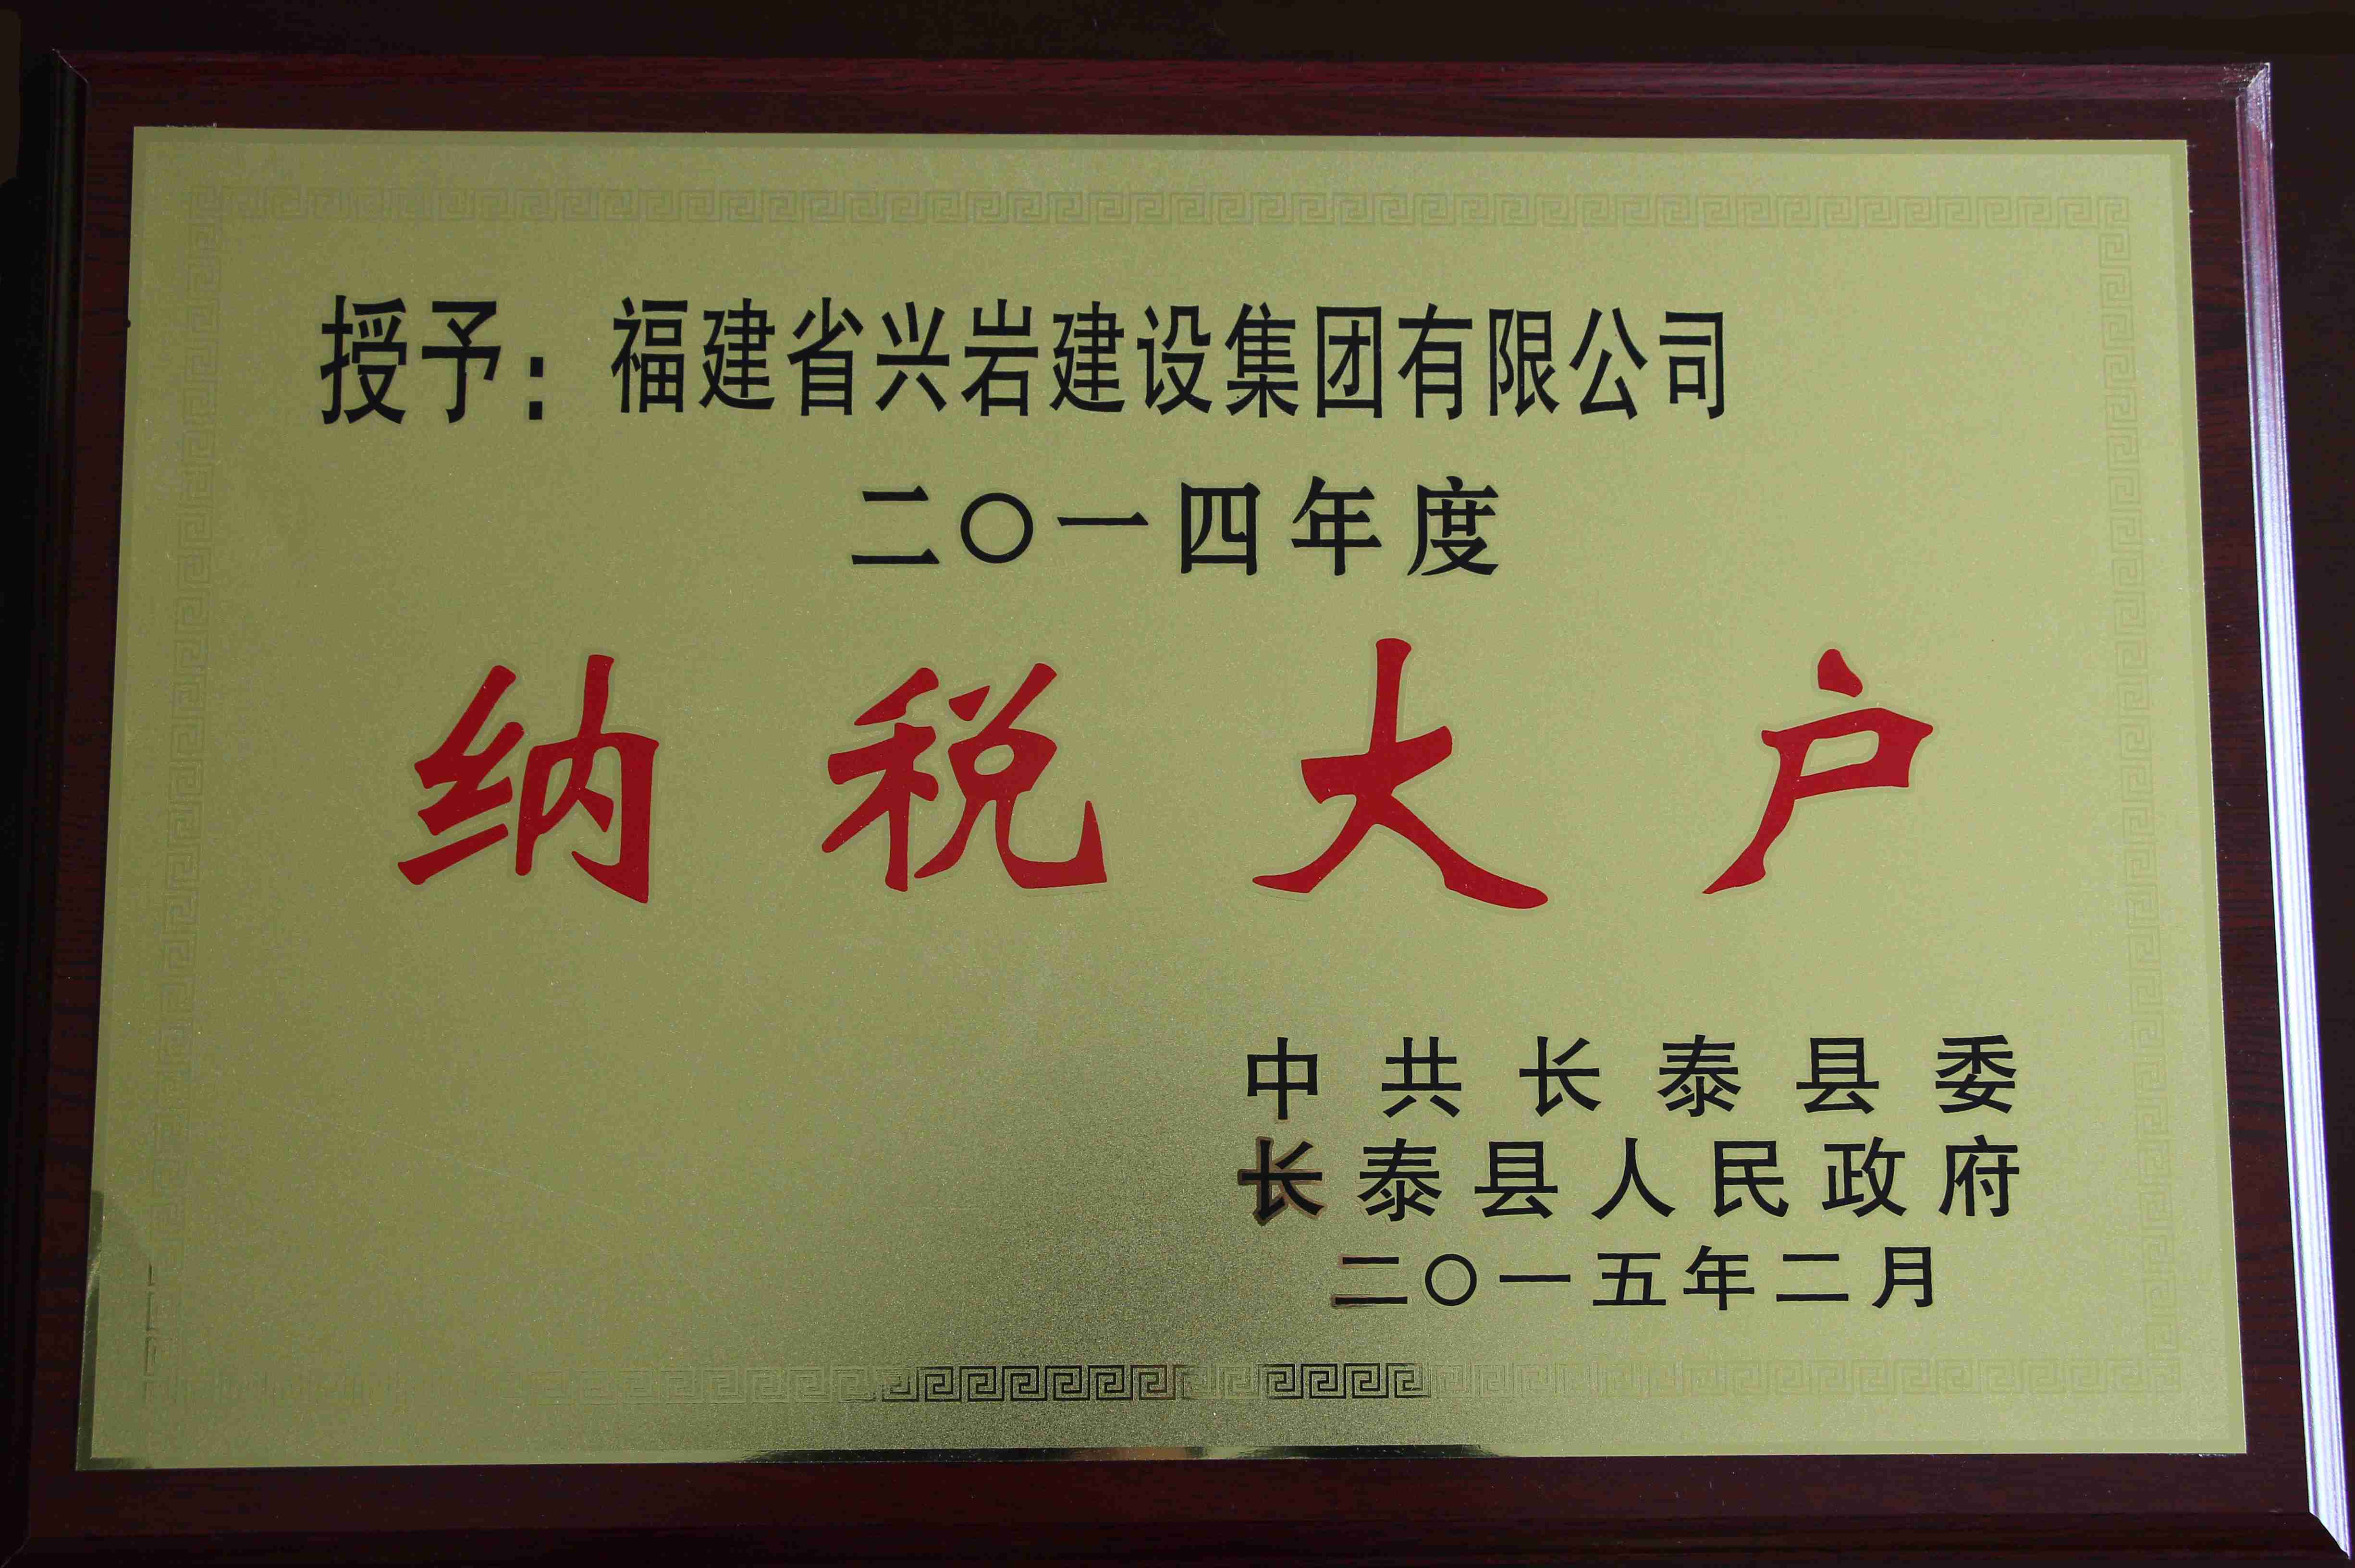 授予：福建省兴岩建设集团有限公司
二〇一四年度
纳税大户
中共长泰县委
长泰县人民政府
二〇一五年二月